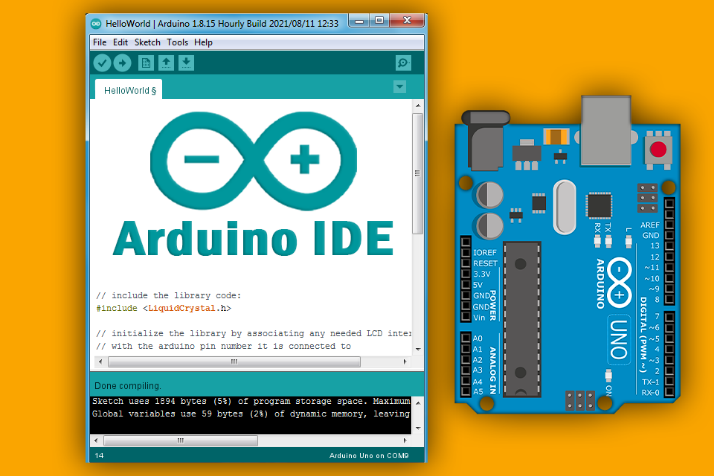 HelloWorld | Arduino 1.8.15 Hourly Build 2021/08/11 12:33
File Edit Sketch Tools Help
HelloWorld §
Arduino IDE
// include the library code:
#include <LiquidCrystal.h>
// initialize the library by associating any needed LCD inter
// with the arduino pin number it is connected to
Done compiling.
Sketch uses 1894 bytes (5%) of program storage space. Maximum
Global variables use 59 bytes (2%) of dynamic memory, leaving
14
Arduino Uno on COM9
RX
TX
L
AREF
GND
13
12
~11
~10
~9
8
7
~6
~5
4
~3
2
TX→1
RX←0
DIGITAL (PWM ~)
ARDUINO
UNO
ON
IOREF
RESET
3.3V
5V
GND
GND
Vin
POWER
A0
A1
A2
A3
A4
A5
ANALOG IN